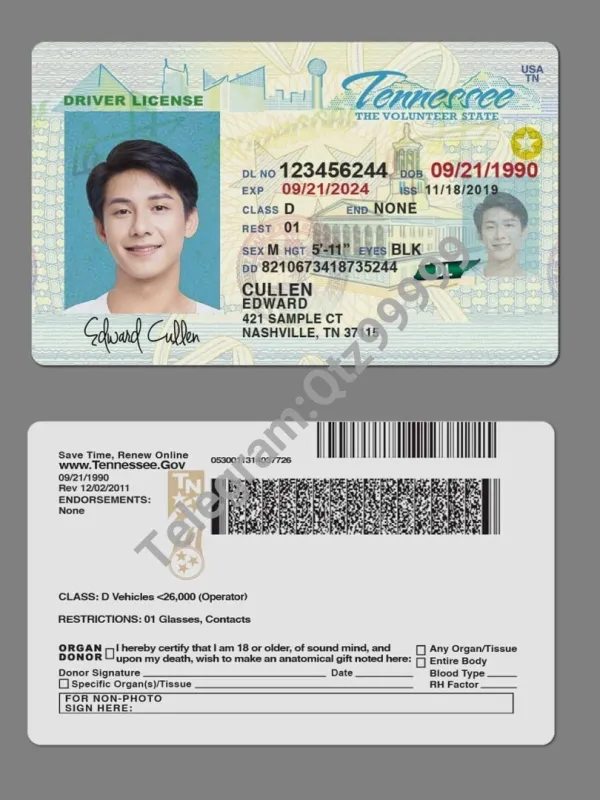 USA
TN
DRIVER LICENSE
Tennessee
THE VOLUNTEER STATE
DL NO 123456244 DOB 09/21/1990
EXP 09/21/2024 ISS 11/18/2019
CLASS D END NONE
REST 01
SEX M HGT 5'-11" EYES BLK
DD 8210673418735244
CULLEN
EDWARD
421 SAMPLE CT
NASHVILLE, TN 37115
Edward Cullen
Telegram:Qtz99999
Save Time, Renew Online
www.Tennessee.Gov
09/21/1990
Rev 12/02/2011
ENDORSEMENTS:
None
TN
CLASS: D Vehicles <26,000 (Operator)
RESTRICTIONS: 01 Glasses, Contacts
ORGAN DONOR
I hereby certify that I am 18 or older, of sound mind, and
upon my death, wish to make an anatomical gift noted here:
Any Organ/Tissue
Entire Body
Donor Signature Date Blood Type
Specific Organ(s)/Tissue RH Factor
FOR NON-PHOTO
SIGN HERE: